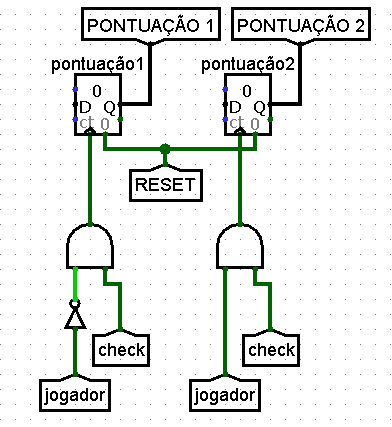 PONTUAÇÃO 1
PONTUAÇÃO 2
pontuação1
pontuação2
0
D Q
ct 0
0
D Q
ct 0
RESET
check
check
jogador
jogador